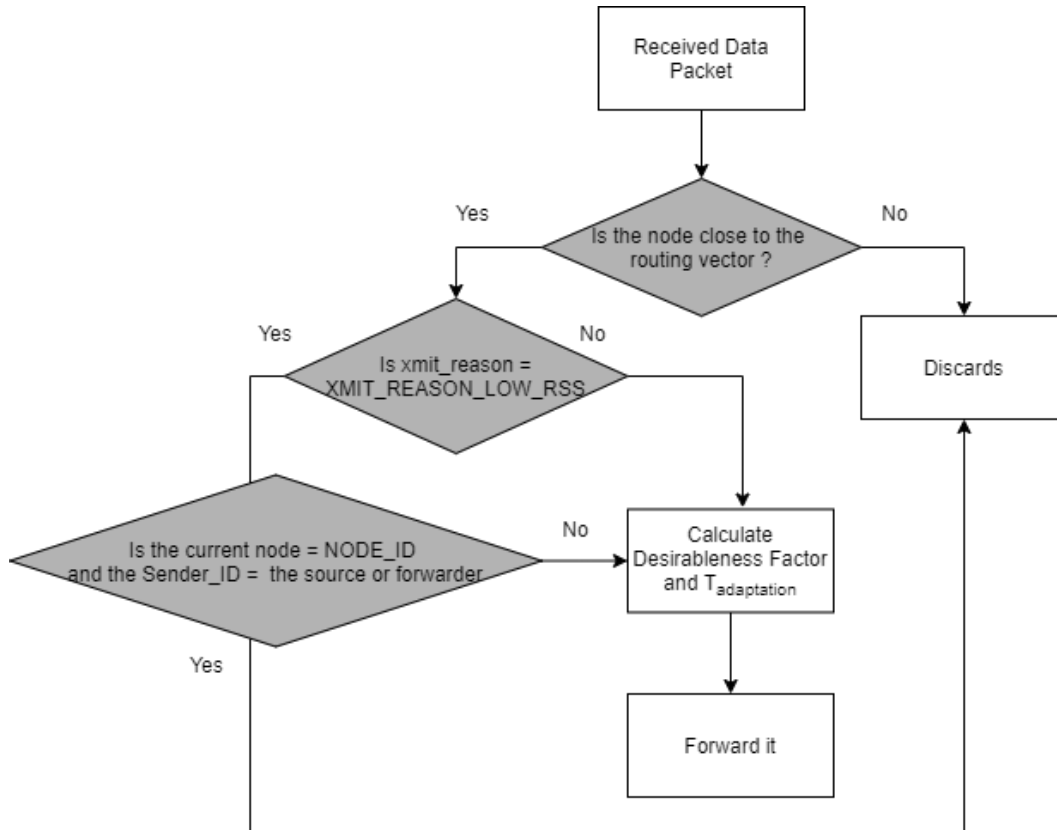 Received Data
Packet
Yes
No
Is the node close to the
routing vector ?
Yes
No
Is xmit_reason =
XMIT_REASON_LOW_RSS
Discards
No
Is the current node = NODE_ID
and the Sender_ID =  the source or forwarder
Calculate
Desirableness Factor
and T_adaptation
Yes
Forward it